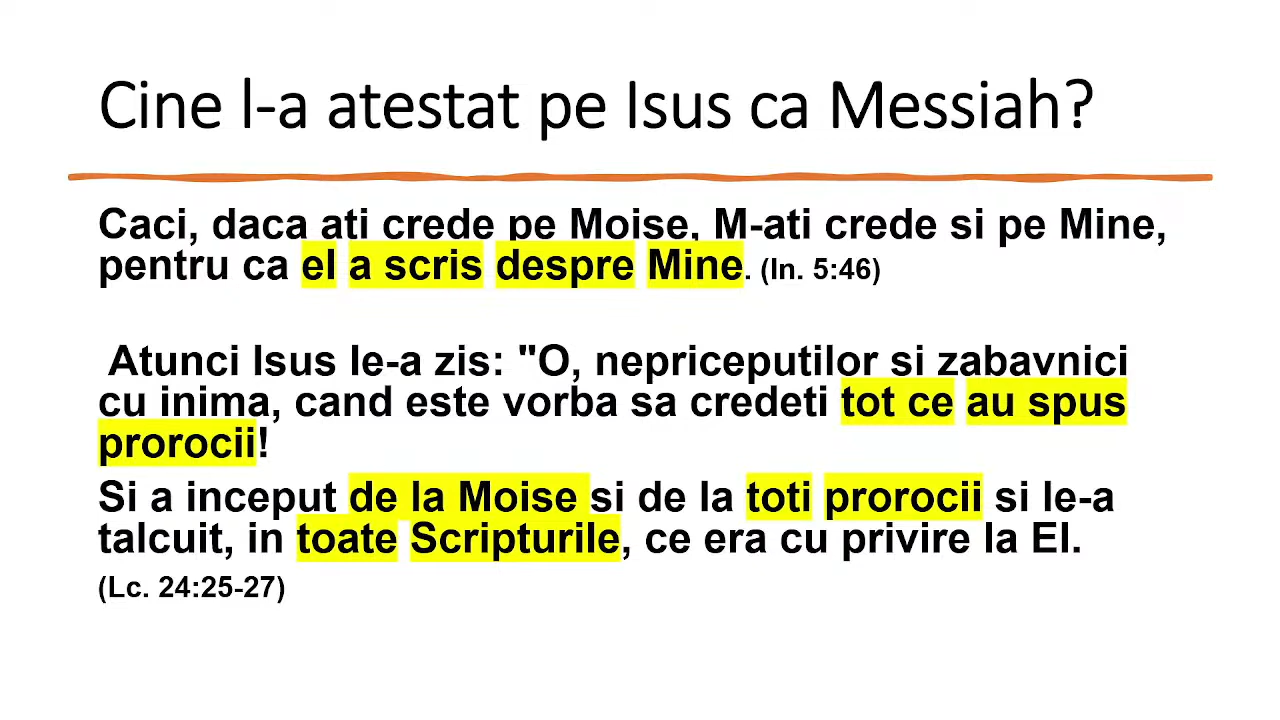 Cine l-a atestat pe Isus ca Messiah?
Caci, daca ati crede pe Moise, M-ati crede si pe Mine,
pentru ca el a scris despre Mine. (In. 5:46)
Atunci Isus le-a zis: "O, nepriceputilor si zabavnici
cu inima, cand este vorba sa credeti tot ce au spus
prorocii!
Si a inceput de la Moise si de la toti prorocii si le-a
talcuit, in toate Scripturile, ce era cu privire la El.
(Lc. 24:25-27)